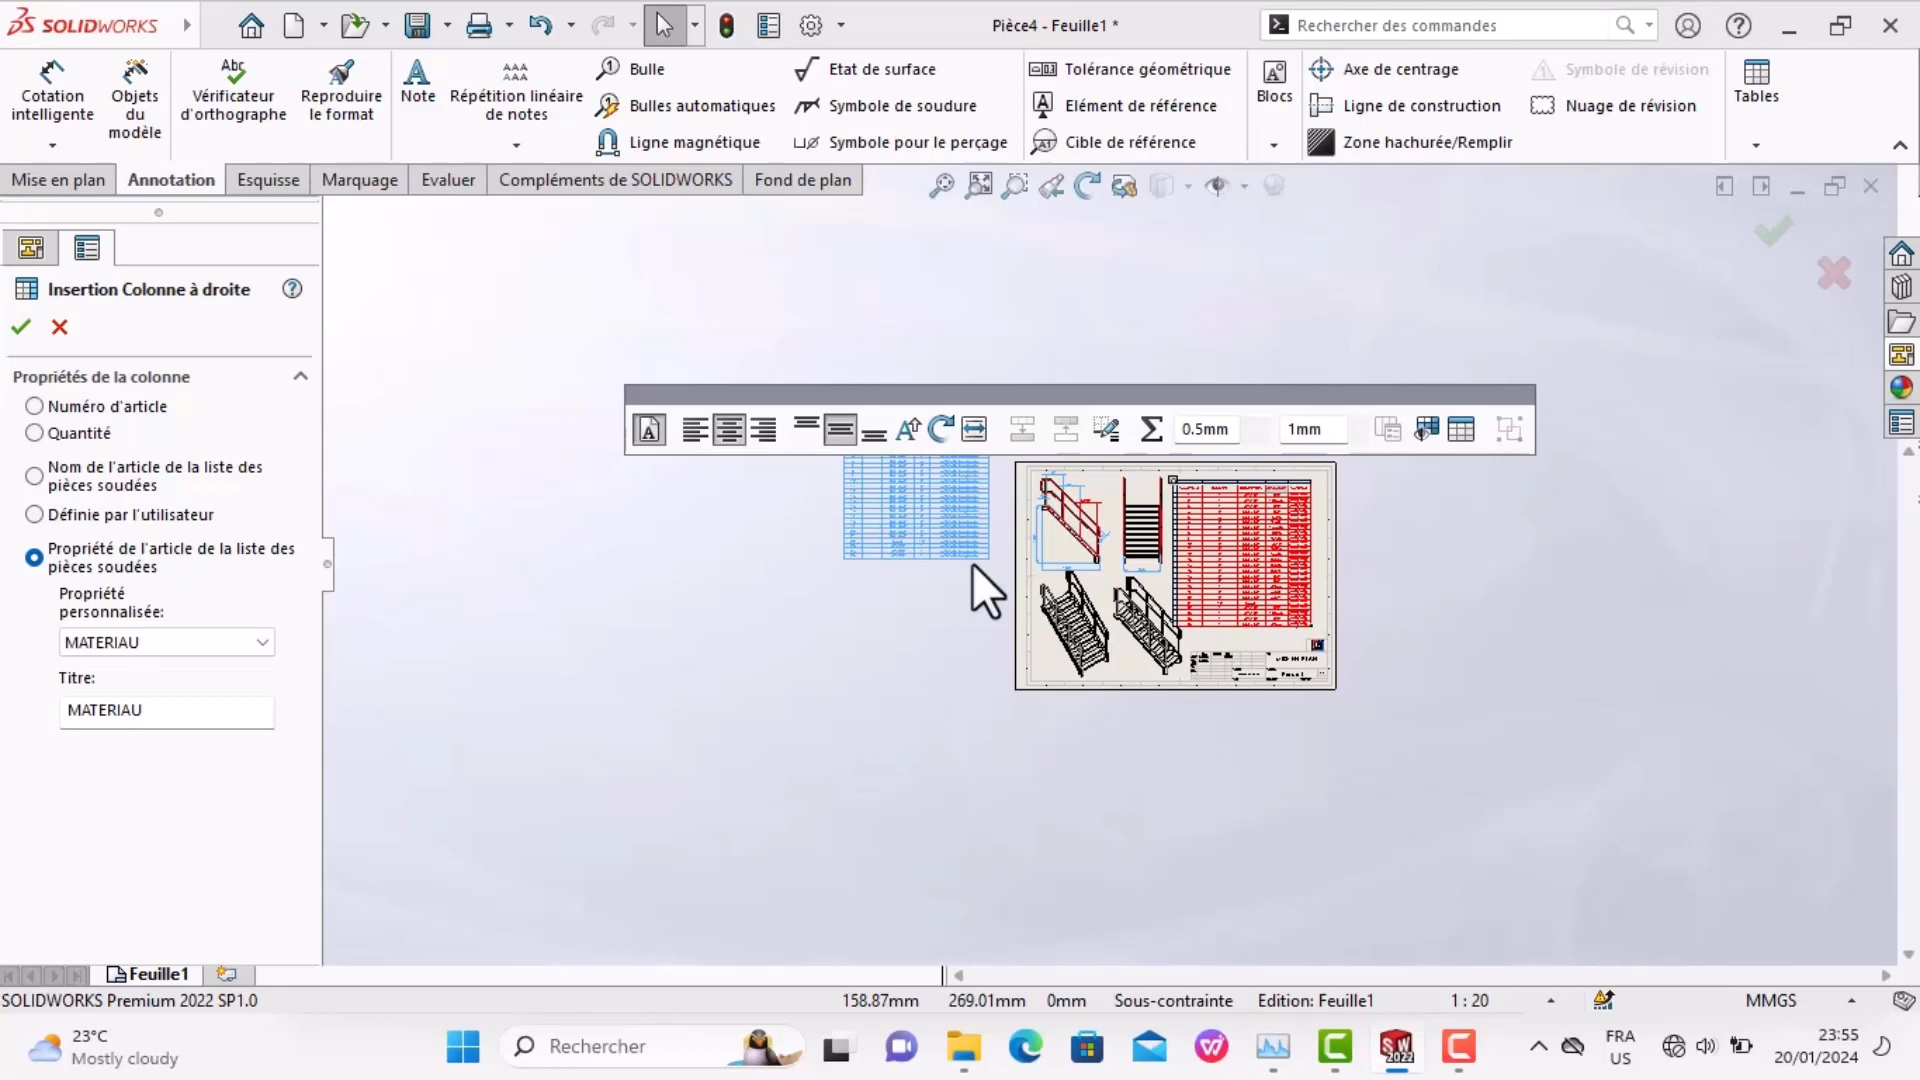 SOLIDWORKS
Pièce4 - Feuille1 *
Rechercher des commandes
Cotation intelligente
Objets du modèle
Abc
Vérificateur d'orthographe
Reproduire le format
Note
Répétition linéaire de notes
Bulle
Bulles automatiques
Ligne magnétique
Etat de surface
Symbole de soudure
Symbole pour le perçage
Tolérance géométrique
Elément de référence
Cible de référence
Blocs
Axe de centrage
Ligne de construction
Zone hachurée/Remplir
Symbole de révision
Nuage de révision
Tables
Mise en plan
Annotation
Esquisse
Marquage
Evaluer
Compléments de SOLIDWORKS
Fond de plan
Insertion Colonne à droite
Propriétés de la colonne
Numéro d'article
Quantité
Nom de l'article de la liste des
pièces soudées
Définie par l'utilisateur
Propriété de l'article de la liste des
pièces soudées
Propriété
personnalisée:
MATERIAU
Titre:
MATERIAU
0.5mm
1mm
Feuille1
SOLIDWORKS Premium 2022 SP1.0
158.87mm
269.01mm
0mm
Sous-contrainte
Edition: Feuille1
1 : 20
MMGS
23°C
Mostly cloudy
Rechercher
FRA
US
23:55
20/01/2024